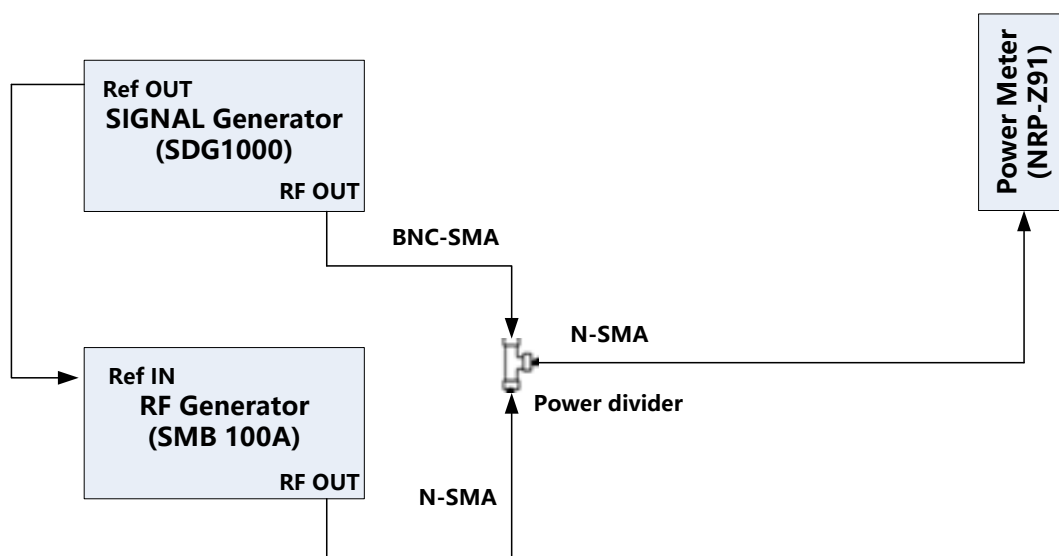 Ref OUT
SIGNAL Generator
(SDG1000)
RF OUT
Power Meter
(NRP-Z91)
BNC-SMA
N-SMA
Power divider
Ref IN
RF Generator
(SMB 100A)
RF OUT
N-SMA